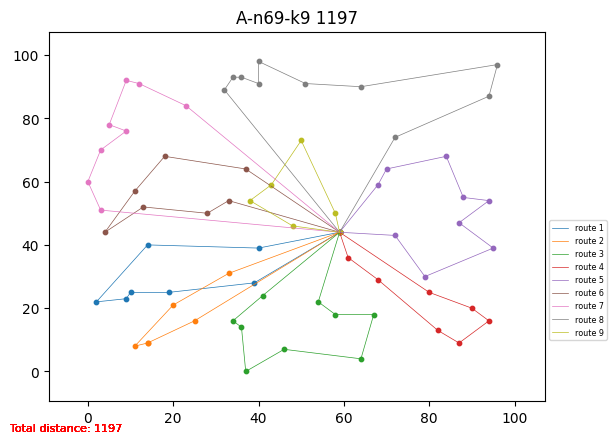 A-n69-k9 1197
100
80
60
40
20
0
0 20 40 60 80 100
route 1
route 2
route 3
route 4
route 5
route 6
route 7
route 8
route 9
Total distance: 1197